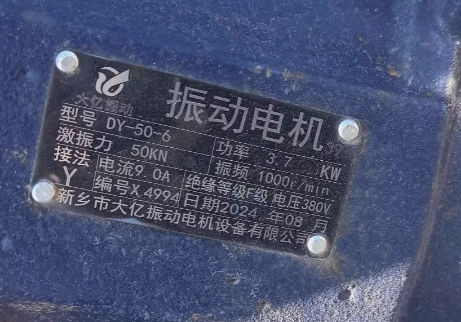 大亿振动
振动电机
型号 DY-50-6 功率 3.7 KW
激振力 50KN 振频 1000r/min
接法 Y 电流9.0A 绝缘等级F级 电压380V
编号X4994 日期2024年08月
新乡市大亿振动电机设备有限公司